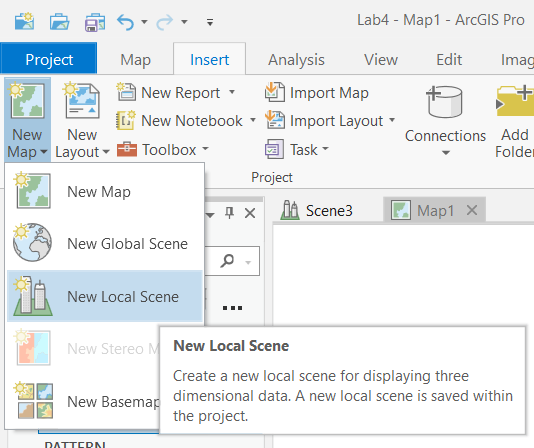 Lab4 - Map1 - ArcGIS Pro
Project Map Insert Analysis View Edit Imag
New Map
New Layout
New Report
New Notebook
Toolbox
Import Map
Import Layout
Task
Connections
Add Folder
Project
New Map
New Global Scene
New Local Scene
New Stereo M
New Basemap
Scene3 Map1
New Local Scene
Create a new local scene for displaying three
dimensional data. A new local scene is saved within
the project.
PATTERN